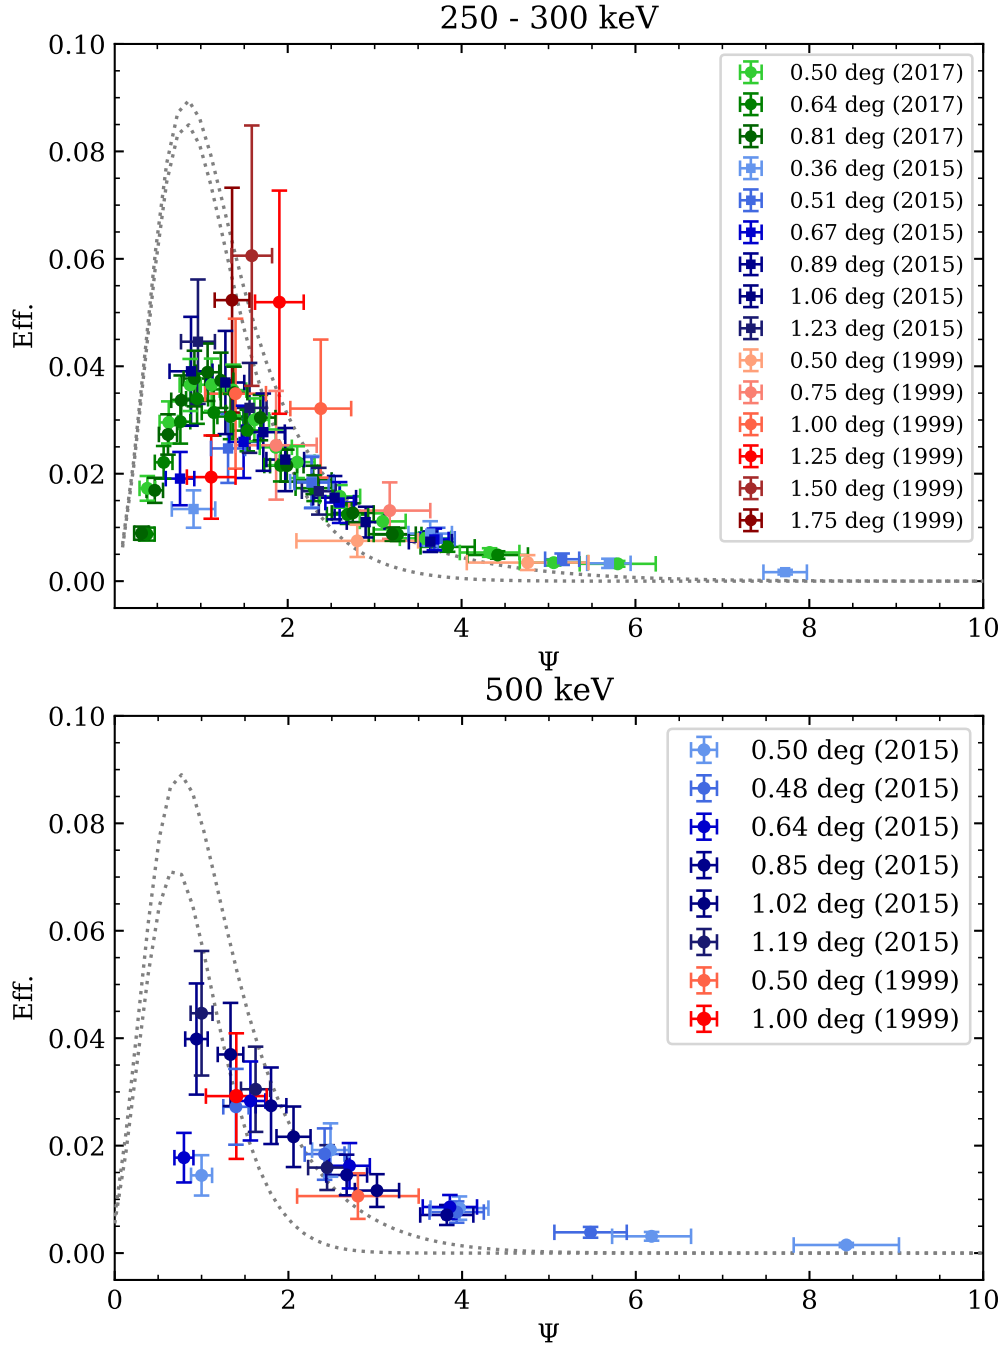 250 - 300 keV
0.10
0.08
0.06
0.04
0.02
0.00
Eff.
0.50 deg (2017)
0.64 deg (2017)
0.81 deg (2017)
0.36 deg (2015)
0.51 deg (2015)
0.67 deg (2015)
0.89 deg (2015)
1.06 deg (2015)
1.23 deg (2015)
0.50 deg (1999)
0.75 deg (1999)
1.00 deg (1999)
1.25 deg (1999)
1.50 deg (1999)
1.75 deg (1999)
2 4 6 8 10
Ψ
500 keV
0.10
0.08
0.06
0.04
0.02
0.00
Eff.
0.50 deg (2015)
0.48 deg (2015)
0.64 deg (2015)
0.85 deg (2015)
1.02 deg (2015)
1.19 deg (2015)
0.50 deg (1999)
1.00 deg (1999)
0 2 4 6 8 10
Ψ